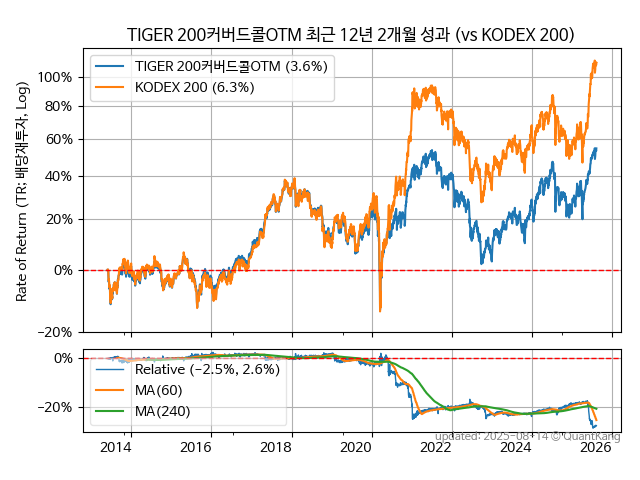 TIGER 200커버드콜OTM 최근 12년 2개월 성과 (vs KODEX 200)
Rate of Return (TR: 배당재투자, Log)
TIGER 200커버드콜OTM (3.6%)
KODEX 200 (6.3%)
100%
80%
60%
40%
20%
0%
−20%
0%
−20%
Relative (−2.5%, 2.6%)
MA(60)
MA(240)
updated: 2025-08-14 © QuantKang
2014 2016 2018 2020 2022 2024 2026